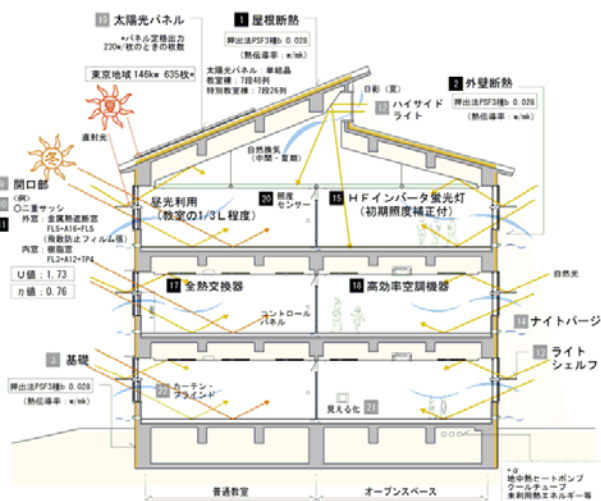 19 太陽光パネル
*パネル定格出力
230w/枚のときの枚数
東京地域 146kw 635枚*
太陽光パネル:単結晶
教室棟:7段48列
特別教室棟:7段26列
1 屋根断熱
押出法PSF3種b 0.028
(熱伝導率:w/mk)
2 外壁断熱
押出法PSF3種b 0.028
(熱伝導率:w/mk)
日影(夏)
12 ハイサイド
ライト
自然換気
(中間・夏期)
夏
直射光
冬
開口部
<例>
〇二重サッシ
外窓:金属熱遮断窓
FL5+A16+FL5
(飛散防止フィルム張)
内窓:樹脂窓
FL3+A12+TP4
U値:1.73
η値:0.76
昼光利用
(教室の1/3L程度)
20 照度
センサー
15 HFインバータ蛍光灯
(初期照度補正付)
17 全熱交換器
コントロール
パネル
18 高効率空調機器
自然光
14 ナイトパージ
13 ライト
シェルフ
3 基礎
押出法PSF3種b 0.028
(熱伝導率:w/mk)
22 カーテン・
ブラインド
見える化 21
*α
地中熱ヒートポンプ
クールチューブ
未利用熱エネルギー等
普通教室
オープンスペース